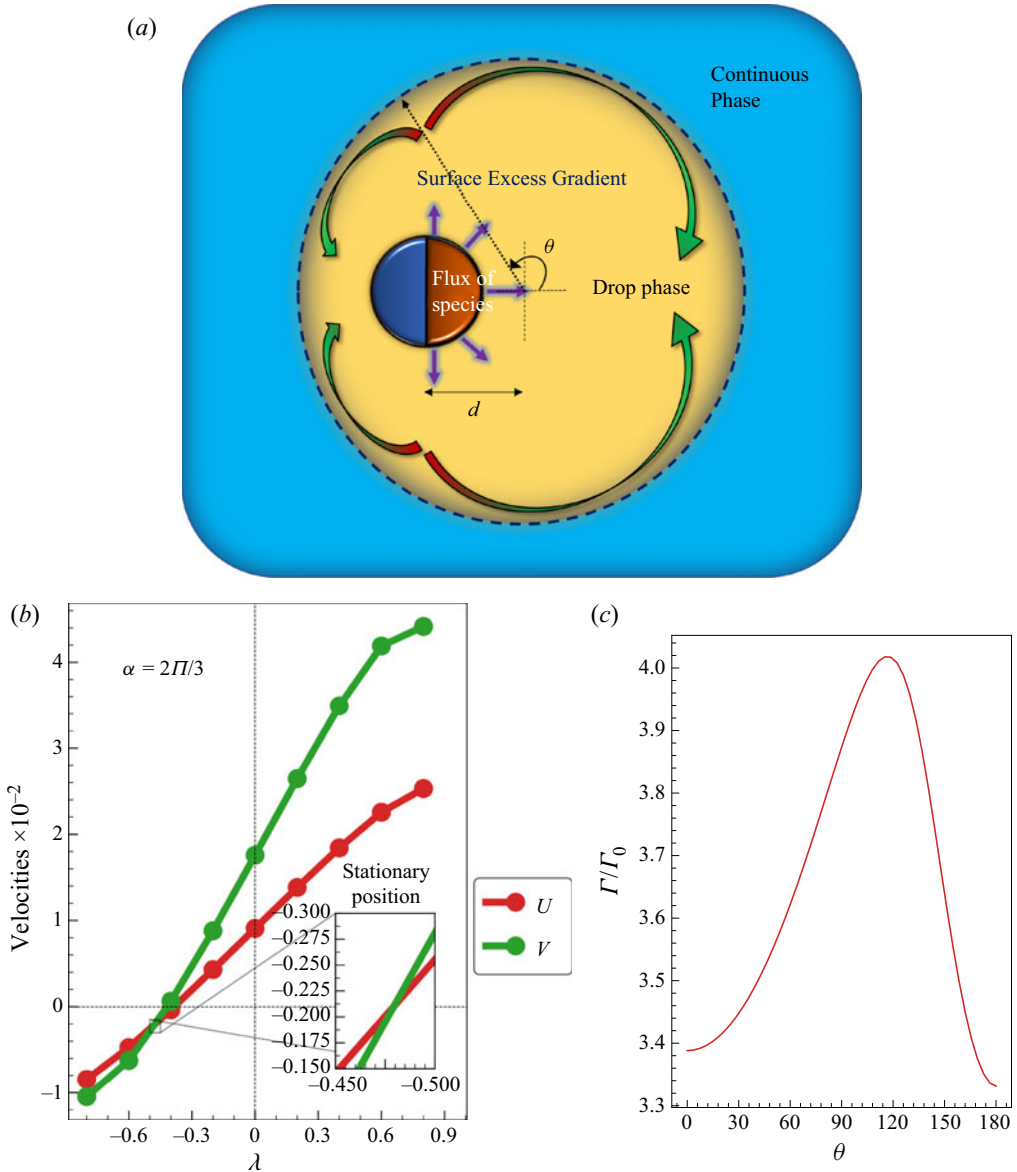 (a)
Continuous
Phase
Surface Excess Gradient
θ
Flux of
species
Drop phase
d
(b)
α = 2Π/3
4
3
2
1
0
−1
Velocities ×10−2
−0.6
−0.3
0
0.3
0.6
0.9
λ
Stationary
position
−0.300
−0.275
−0.250
−0.225
−0.200
−0.175
−0.150
−0.450
−0.500
U
V
(c)
4.0
3.9
3.8
3.7
3.6
3.5
3.4
3.3
Γ/Γ0
0
30
60
90
120
150
180
θ